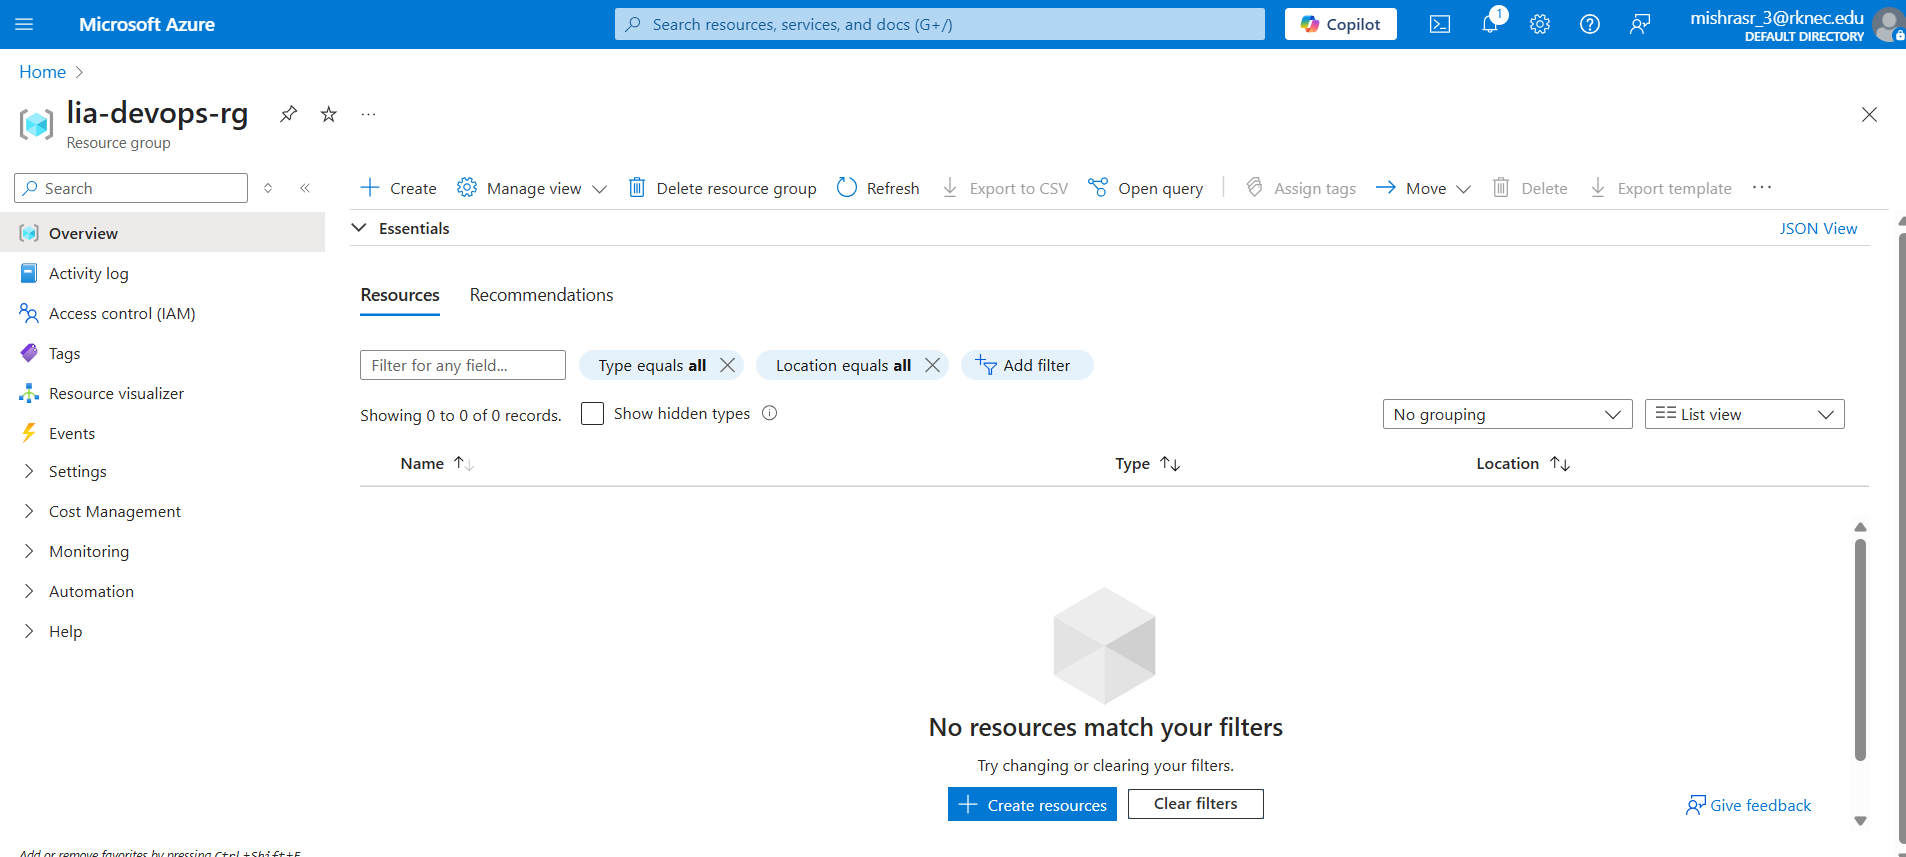 Microsoft Azure
Search resources, services, and docs (G+/)
Copilot
1
mishrasr_3@rknec.edu
DEFAULT DIRECTORY
Home
lia-devops-rg
Resource group
Search
Create
Manage view
Delete resource group
Refresh
Export to CSV
Open query
Assign tags
Move
Delete
Export template
Overview
Activity log
Access control (IAM)
Tags
Resource visualizer
Events
Settings
Cost Management
Monitoring
Automation
Help
Add or remove favorites by pressing Ctrl+Shift+F
Essentials
JSON View
Resources
Recommendations
Filter for any field...
Type equals all
Location equals all
Add filter
Showing 0 to 0 of 0 records.
Show hidden types
No grouping
List view
Name
Type
Location
No resources match your filters
Try changing or clearing your filters.
Create resources
Clear filters
Give feedback